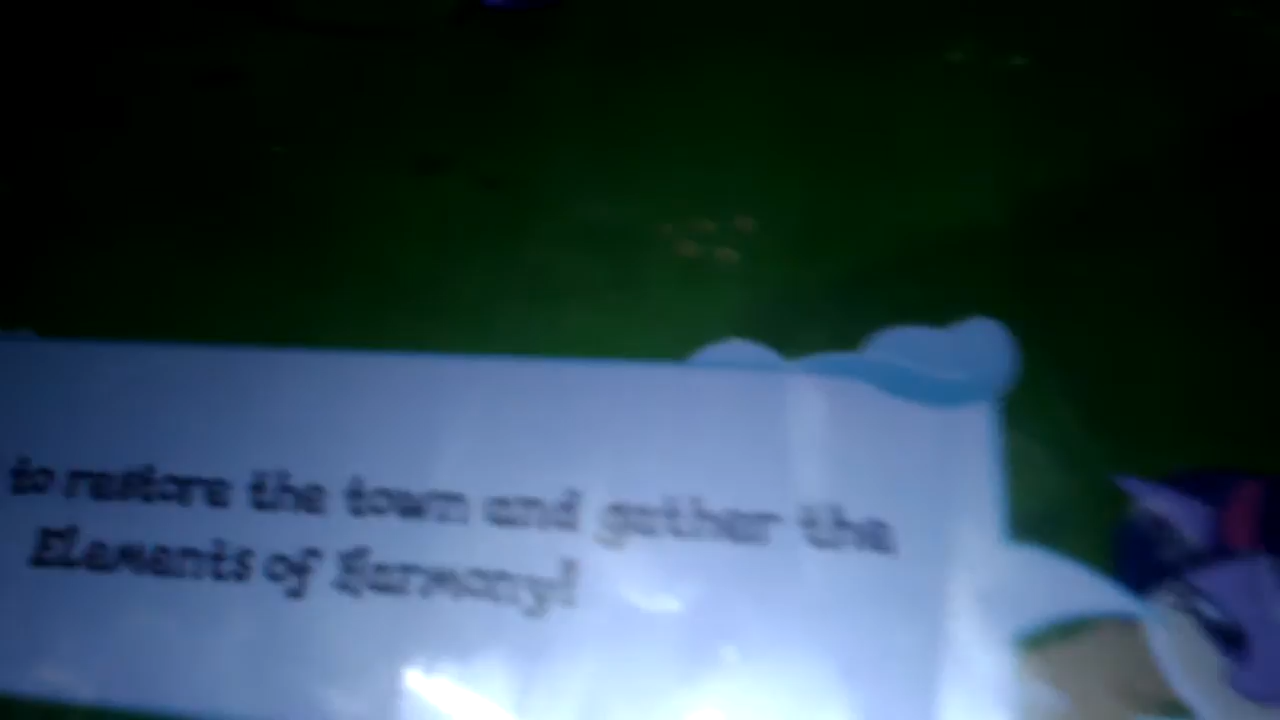 to restore the town and gather the
Elements of Harmony!